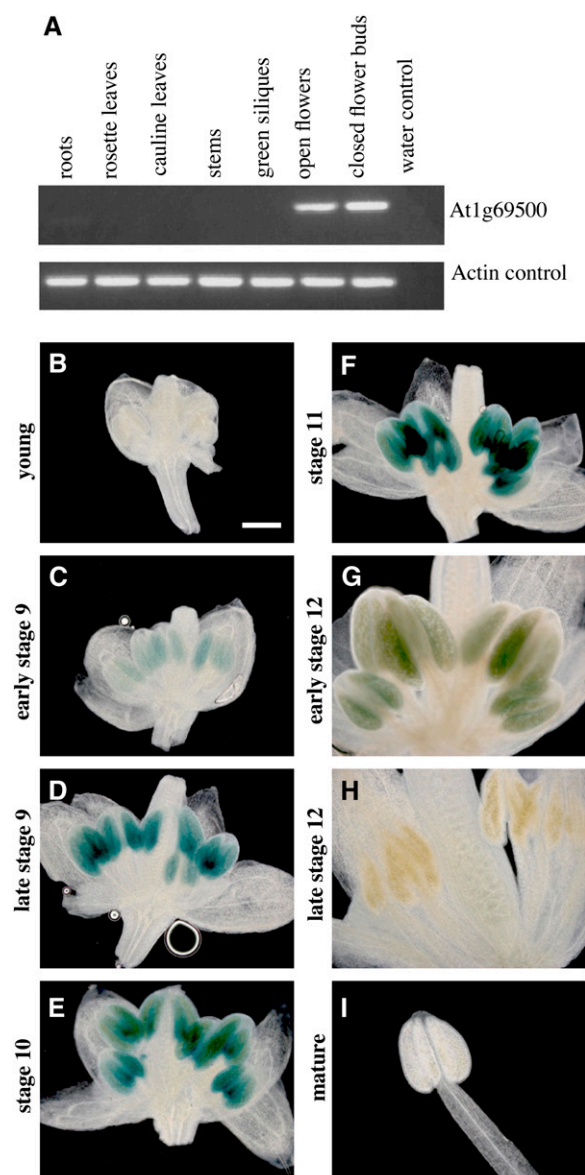 A
roots
rosette leaves
cauline leaves
stems
green siliques
open flowers
closed flower buds
water control
At1g69500
Actin control
B
young
C
early stage 9
D
late stage 9
E
stage 10
F
stage 11
G
early stage 12
H
late stage 12
I
mature